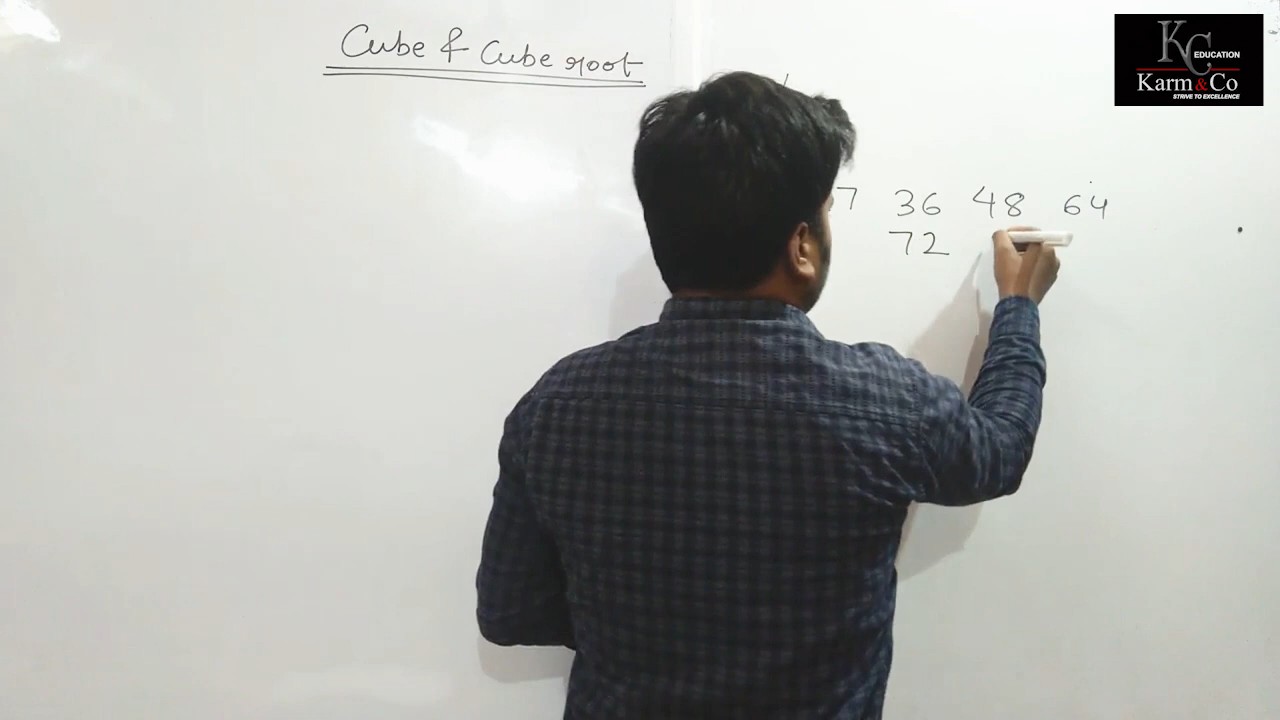 Cube & Cube root
KC EDUCATION
Karm & Co
STRIVE TO EXCELLENCE
7 36 48 64
72